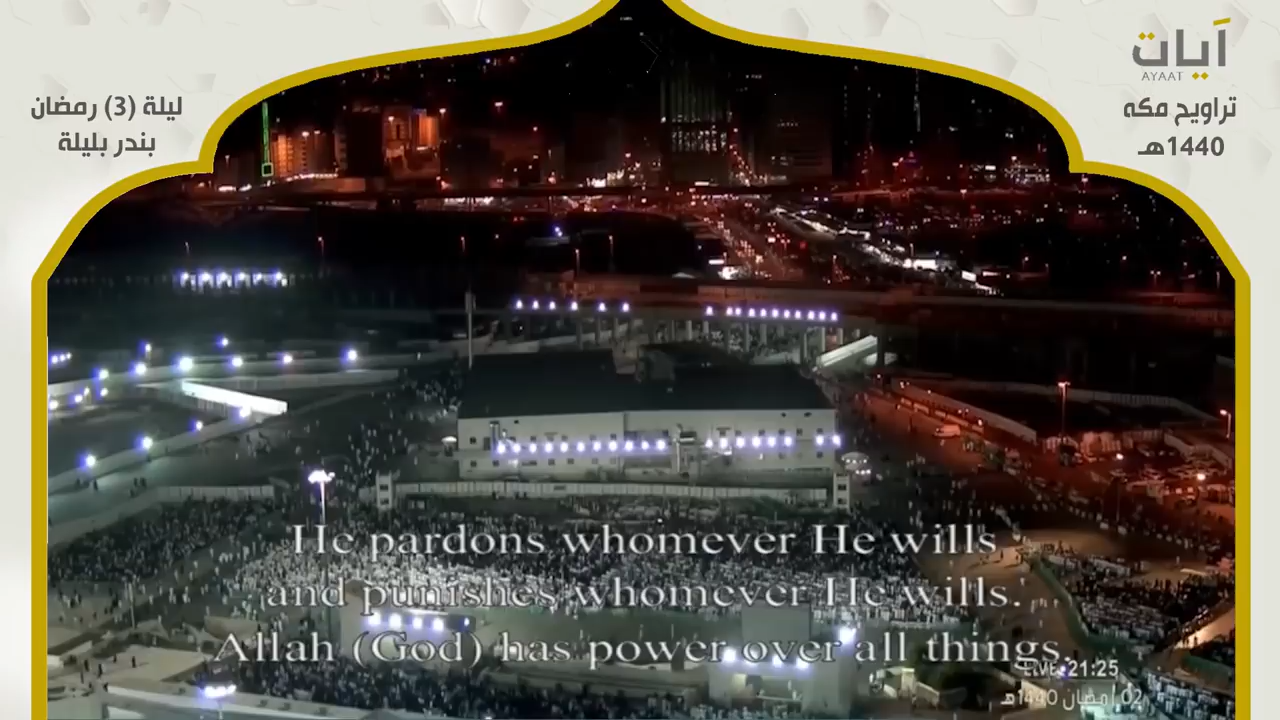 آيات
AYAAT
تراويح مكه
1440هـ
ليلة (3) رمضان
بندر بليلة
He pardons whomever He wills
and punishes whomever He wills.
Allah (God) has power over all things.
LIVE 21:25
02 رمضان 1440هـ